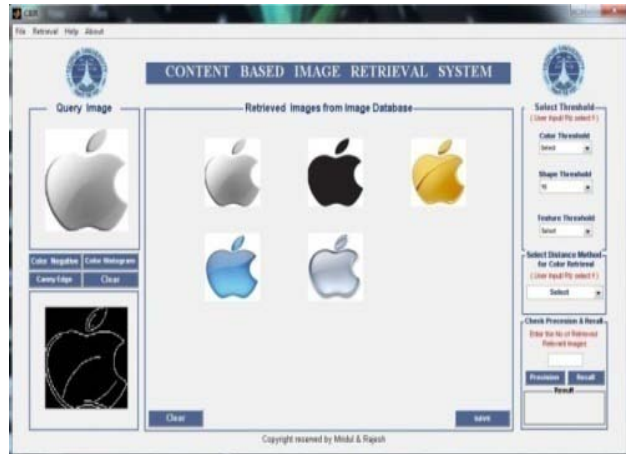 CBIR
File Retrieval Help About
CONTENT BASED IMAGE RETRIEVAL SYSTEM
Query Image
Retrieved Images from Image Database
Select Threshold
( User Input/ Plz select !! )
Color Threshold
Select
Shape Threshold
Texture Threshold
Select
Color Negative
Color Histogram
Canny Edge
Clear
Select Distance Method
for Color Retrieval
( User Input/ Plz select !! )
Select
Check Precession & Recall
Enter the No of Retrieved
Relevant Images
Precission
Recall
Result
Clear
save
Copyright reserved by Mridul & Rajesh